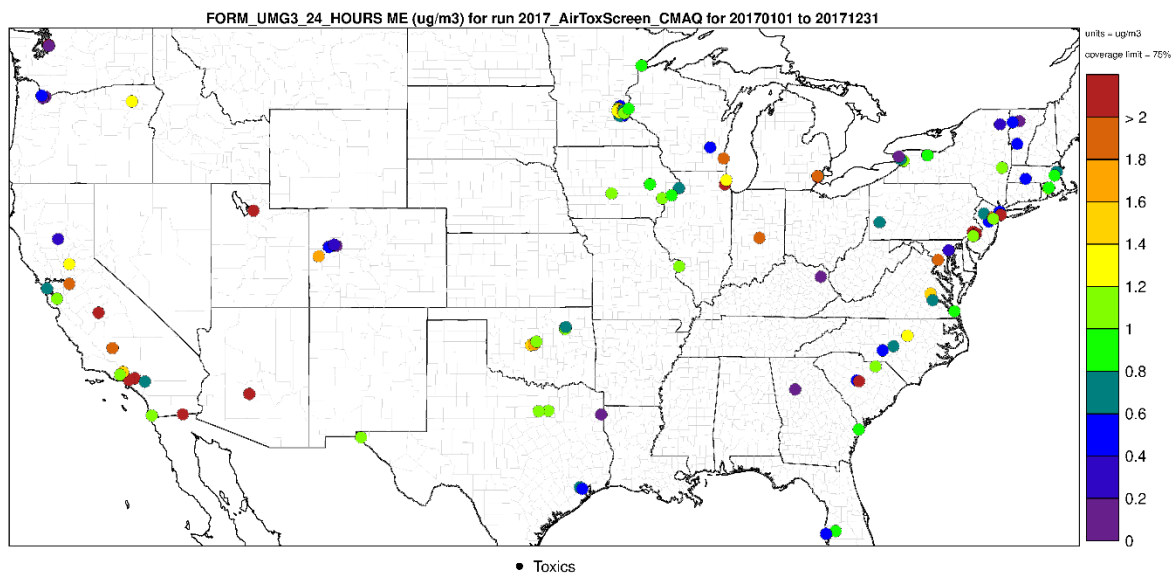 FORM_UMG3_24_HOURS ME (ug/m3) for run 2017_AirToxScreen_CMAQ for 20170101 to 20171231
units = ug/m3
coverage limit = 75%
> 2
1.8
1.6
1.4
1.2
1
0.8
0.6
0.4
0.2
0
Toxics